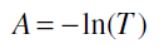 A = −ln(T)